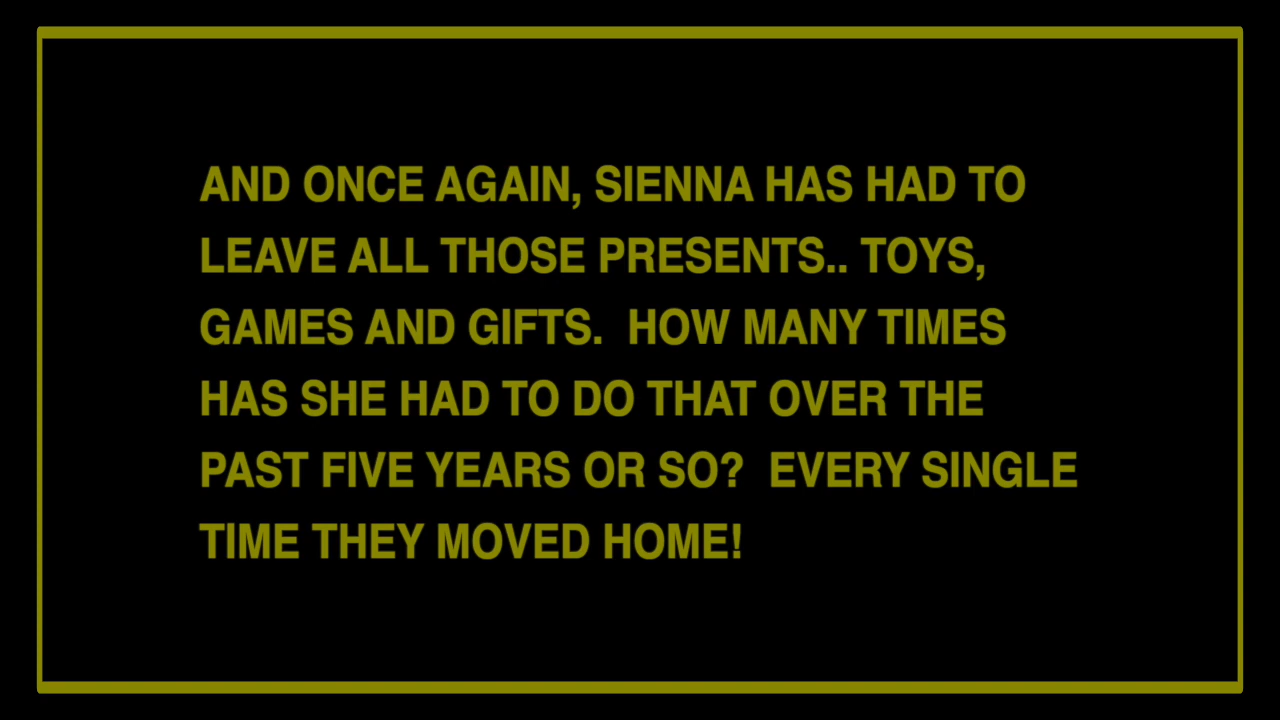 AND ONCE AGAIN, SIENNA HAS HAD TO
LEAVE ALL THOSE PRESENTS.. TOYS,
GAMES AND GIFTS.  HOW MANY TIMES
HAS SHE HAD TO DO THAT OVER THE
PAST FIVE YEARS OR SO?  EVERY SINGLE
TIME THEY MOVED HOME!